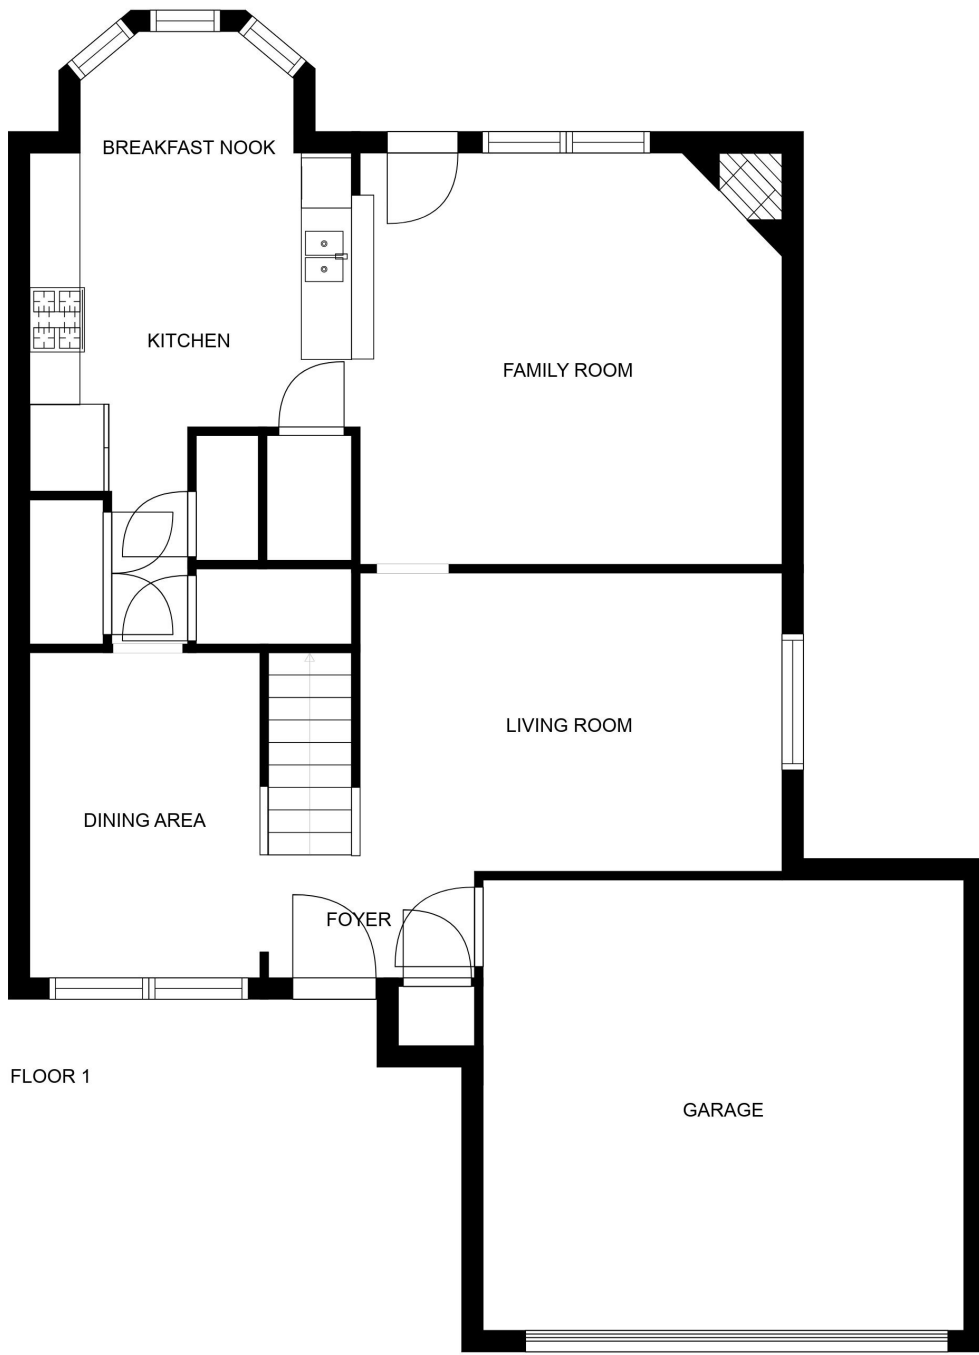 BREAKFAST NOOK
KITCHEN
FAMILY ROOM
LIVING ROOM
DINING AREA
FOYER
FLOOR 1
GARAGE